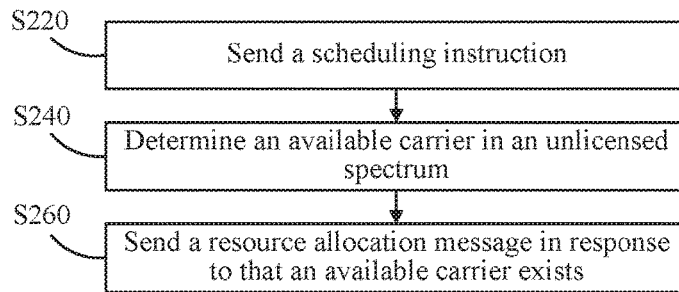 S220
Send a scheduling instruction
S240
Determine an available carrier in an unlicensed
spectrum
S260
Send a resource allocation message in response
to that an available carrier exists